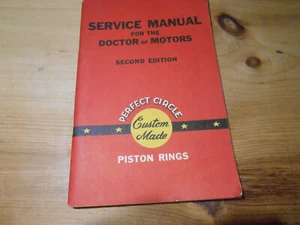 SERVICE MANUAL
FOR THE
DOCTOR OF MOTORS
SECOND EDITION
PERFECT CIRCLE
Custom
Made
PISTON RINGS